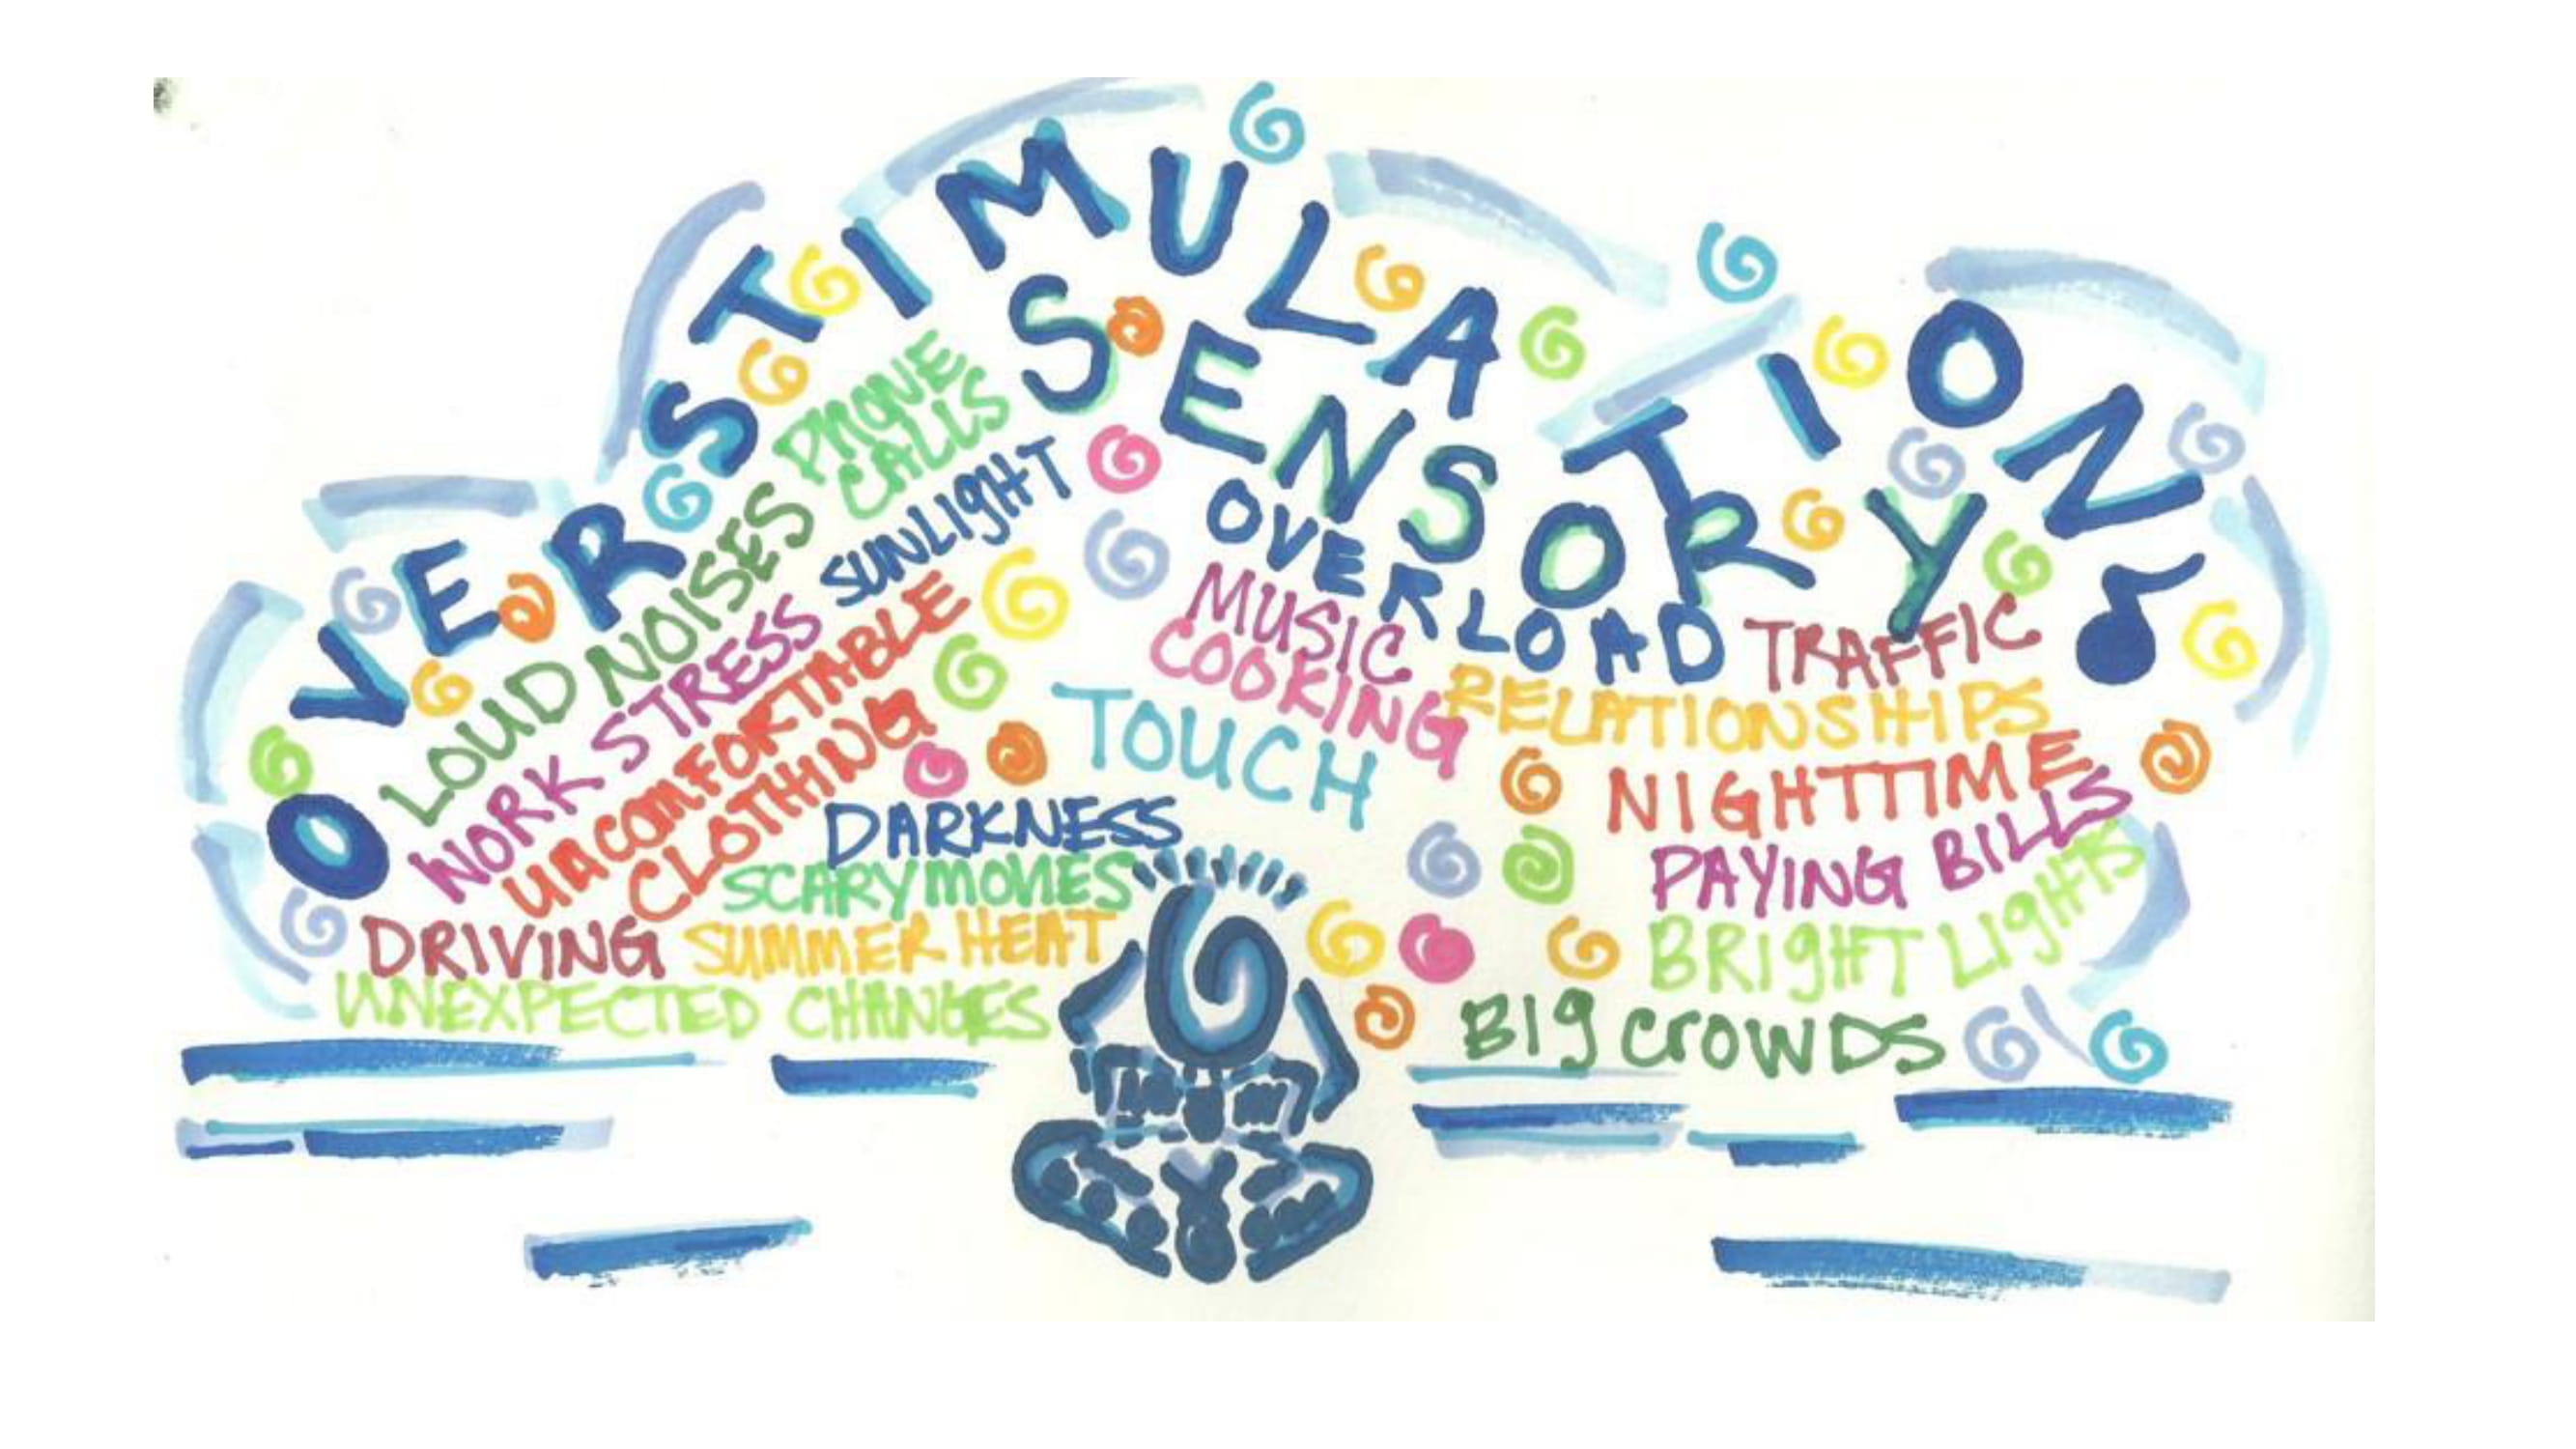 OVERSTIMULATION
SENSORY
OVERLOAD
PHONE
CALLS
LOUD NOISES
SUNLIGHT
WORK STRESS
UNCOMFORTABLE
CLOTHING
MUSIC
COOKING
TOUCH
TRAFFIC
RELATIONSHIPS
NIGHTTIME
PAYING BILLS
BRIGHT LIGHTS
BIG CROWDS
DARKNESS
SCARY MOVIES
DRIVING SUMMER HEAT
UNEXPECTED CHANGES